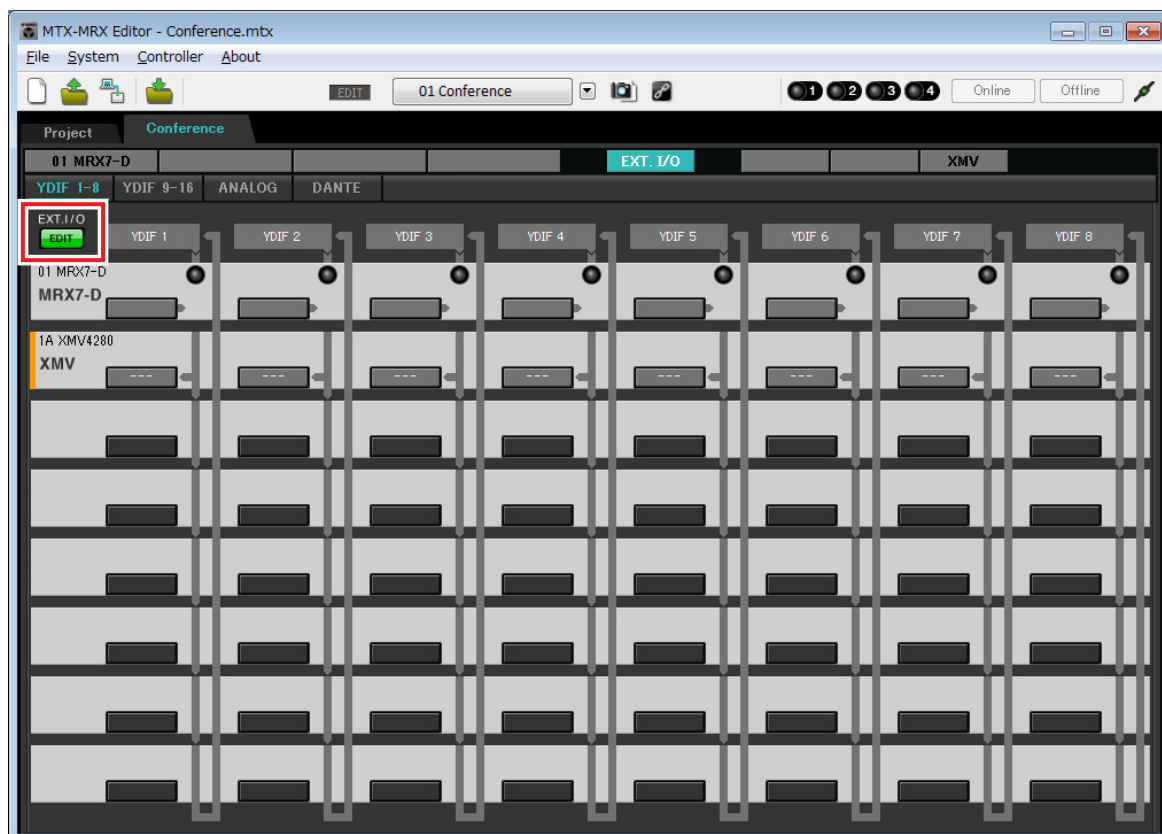 MTX-MRX Editor - Conference.mtx
File System Controller About
EDIT 01 Conference 1 2 3 4 Online Offline
Project Conference
01 MRX7-D EXT. I/O XMV
YDIF 1-8 YDIF 9-16 ANALOG DANTE
EXT.I/O
EDIT YDIF 1 YDIF 2 YDIF 3 YDIF 4 YDIF 5 YDIF 6 YDIF 7 YDIF 8
01 MRX7-D
MRX7-D
1A XMV4280
XMV
--- --- --- --- --- --- --- ---